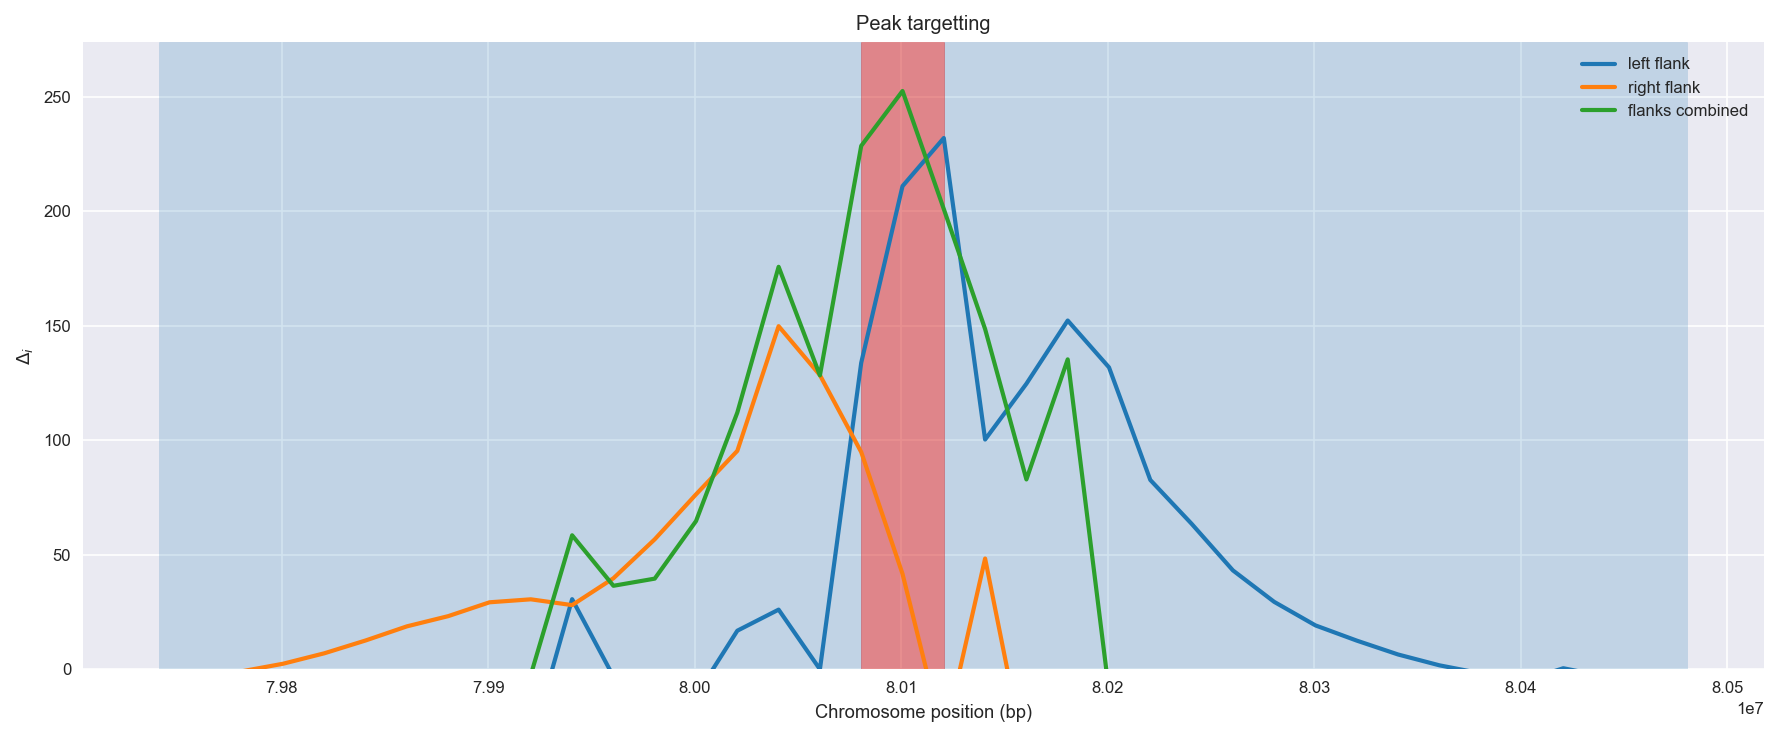 Peak targetting
left flank
right flank
flanks combined
250
200
150
100
50
0
Δi
7.98
7.99
8.00
8.01
8.02
8.03
8.04
8.05
1e7
Chromosome position (bp)